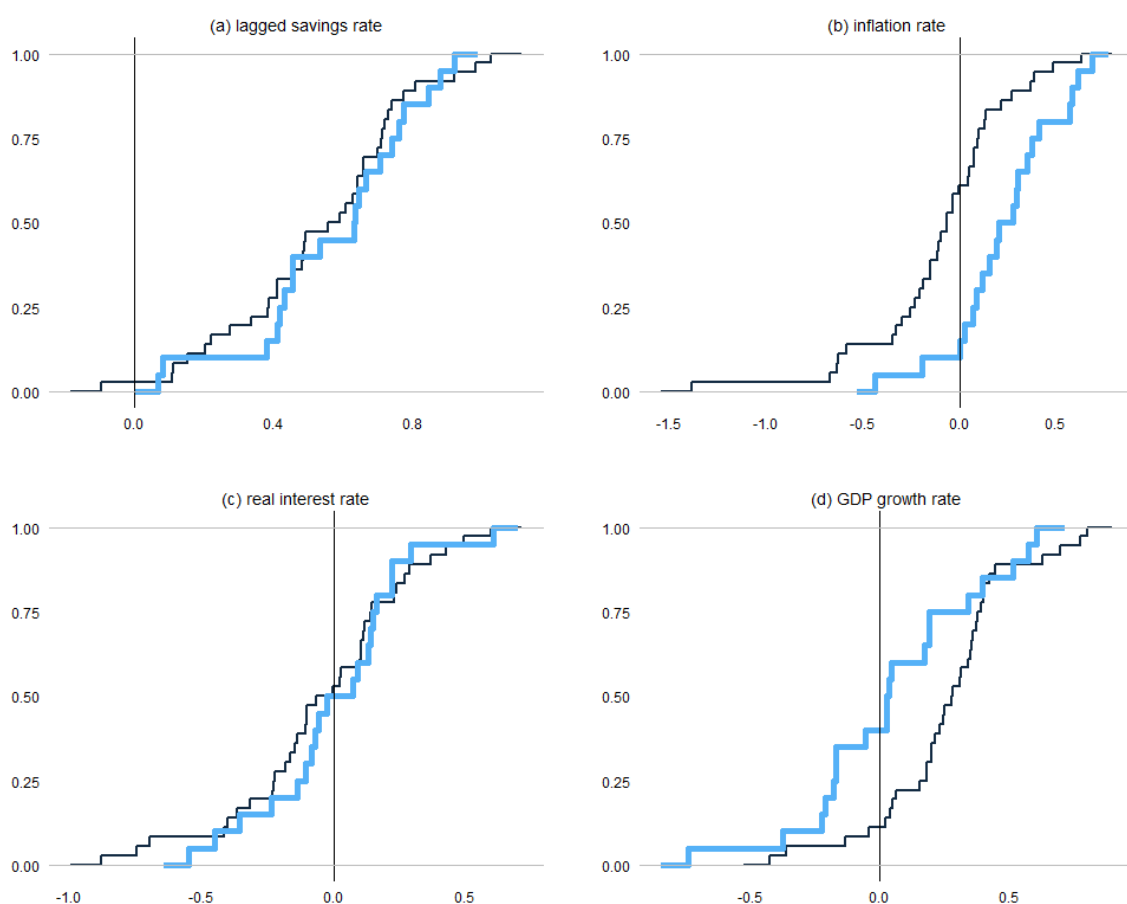 (a) lagged savings rate
1.00
0.75
0.50
0.25
0.00
0.0 0.4 0.8
(b) inflation rate
1.00
0.75
0.50
0.25
0.00
-1.5 -1.0 -0.5 0.0 0.5
(c) real interest rate
1.00
0.75
0.50
0.25
0.00
-1.0 -0.5 0.0 0.5
(d) GDP growth rate
1.00
0.75
0.50
0.25
0.00
-0.5 0.0 0.5